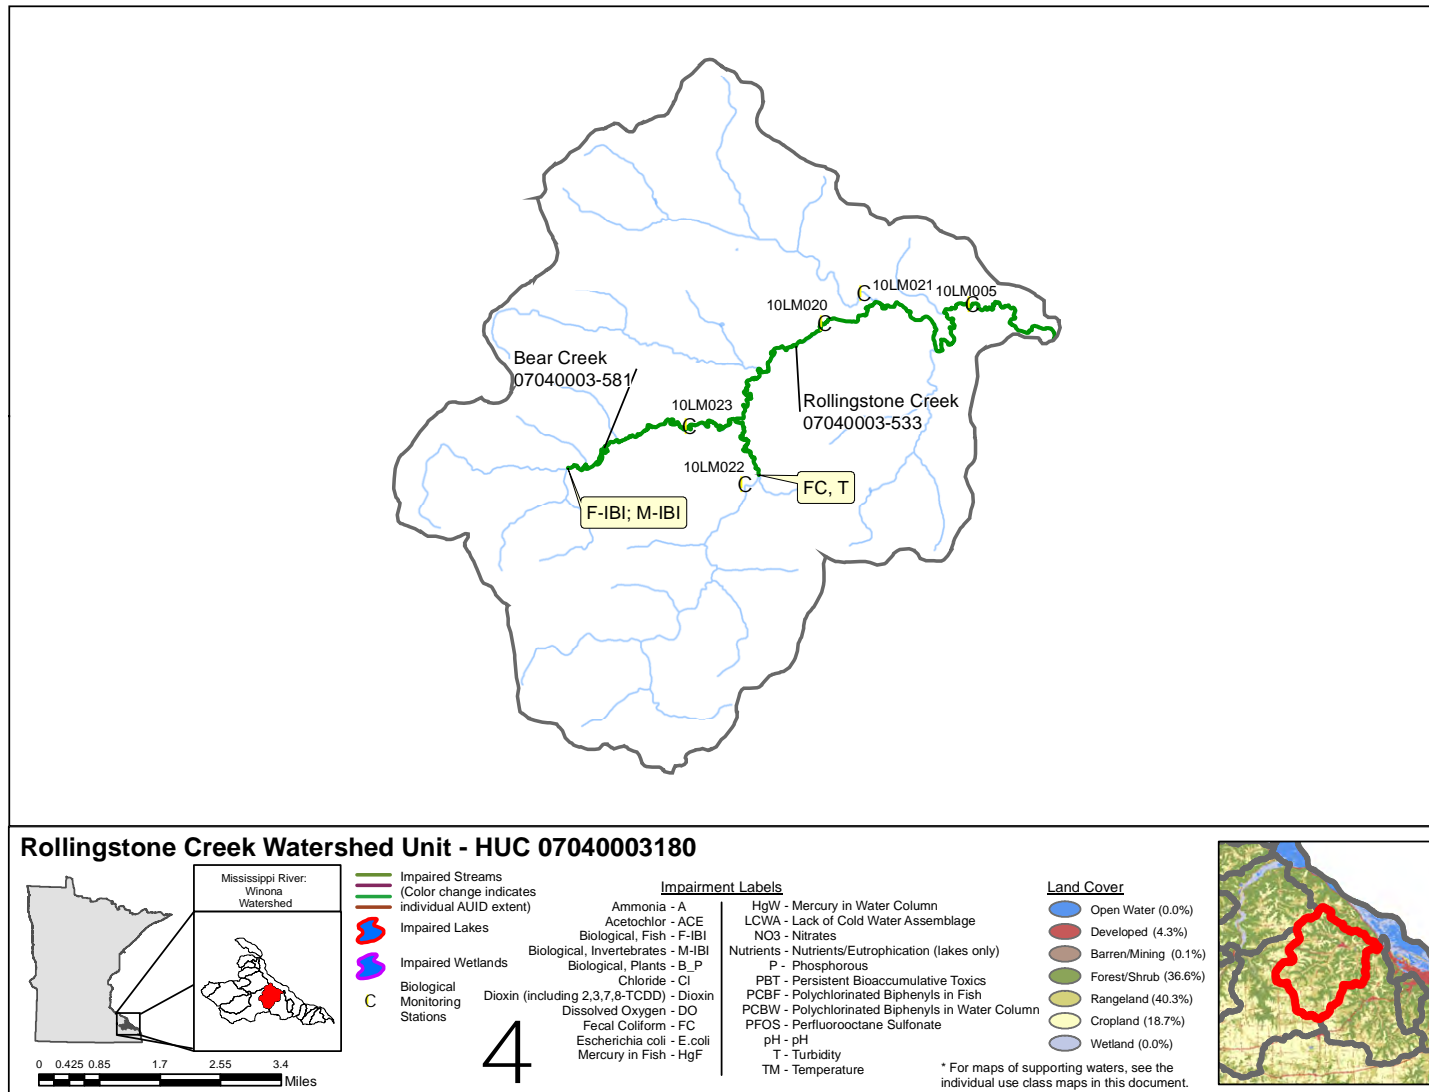 10LM021
10LM005
10LM020
C
C
C
Bear Creek
07040003-581
Rollingstone Creek
07040003-533
10LM023
C
10LM022
C
FC, T
F-IBI; M-IBI
Rollingstone Creek Watershed Unit - HUC 07040003180
Mississippi River:
Winona
Watershed
0 0.425 0.85 1.7 2.55 3.4
Miles
Impaired Streams
(Color change indicates
individual AUID extent)
Impaired Lakes
Impaired Wetlands
C
Biological
Monitoring
Stations
4
Impairment Labels
Ammonia - A
Acetochlor - ACE
Biological, Fish - F-IBI
Biological, Invertebrates - M-IBI
Biological, Plants - B_P
Chloride - Cl
Dioxin (including 2,3,7,8-TCDD) - Dioxin
Dissolved Oxygen - DO
Fecal Coliform - FC
Escherichia coli - E.coli
Mercury in Fish - HgF
HgW - Mercury in Water Column
LCWA - Lack of Cold Water Assemblage
NO3 - Nitrates
Nutrients - Nutrients/Eutrophication (lakes only)
P - Phosphorous
PBT - Persistent Bioaccumulative Toxics
PCBF - Polychlorinated Biphenyls in Fish
PCBW - Polychlorinated Biphenyls in Water Column
PFOS - Perfluorooctane Sulfonate
pH - pH
T - Turbidity
TM - Temperature
Land Cover
Open Water (0.0%)
Developed (4.3%)
Barren/Mining (0.1%)
Forest/Shrub (36.6%)
Rangeland (40.3%)
Cropland (18.7%)
Wetland (0.0%)
* For maps of supporting waters, see the
individual use class maps in this document.